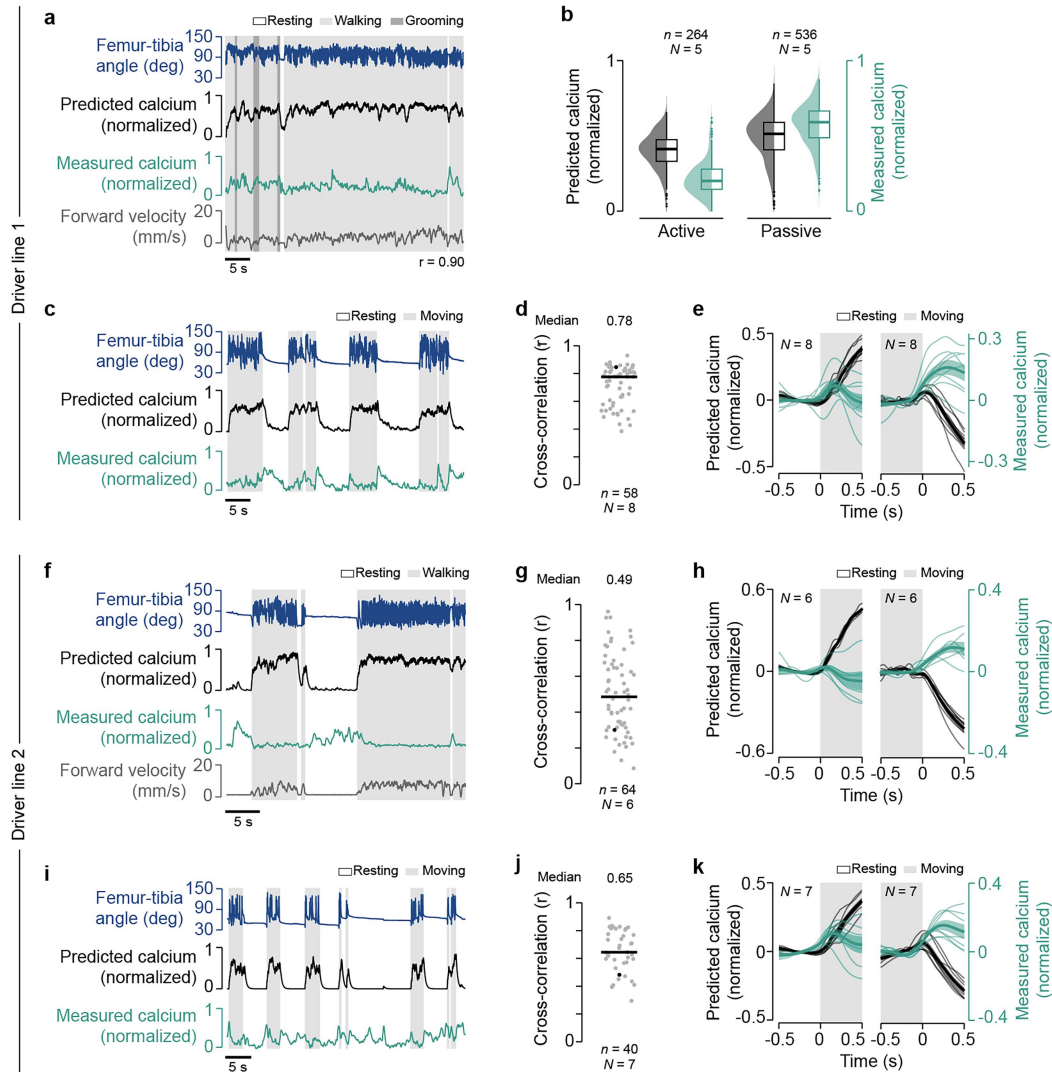 Driver line 1
a
Resting Walking Grooming
Femur-tibia
angle (deg)
150
90
30
Predicted calcium
(normalized)
1
0
Measured calcium
(normalized)
1
0
Forward velocity
(mm/s)
20
0
5 s
r = 0.90
b
n = 264
N = 5
n = 536
N = 5
Predicted calcium
(normalized)
1
0
Measured calcium
(normalized)
1
0
Active
Passive
c
Resting Moving
Femur-tibia
angle (deg)
150
90
30
Predicted calcium
(normalized)
1
0
Measured calcium
(normalized)
1
0
5 s
d
Median 0.78
Cross-correlation (r)
1
0
n = 58
N = 8
e
Resting Moving
N = 8
N = 8
Predicted calcium
(normalized)
0.5
0
-0.5
Measured calcium
(normalized)
0.3
0
-0.3
-0.5 0 0.5
-0.5 0 0.5
Time (s)
Driver line 2
f
Resting Walking
Femur-tibia
angle (deg)
150
90
30
Predicted calcium
(normalized)
1
0
Measured calcium
(normalized)
1
0
Forward velocity
(mm/s)
20
0
5 s
g
Median 0.49
Cross-correlation (r)
1
0
n = 64
N = 6
h
Resting Moving
N = 6
N = 6
Predicted calcium
(normalized)
0.6
0
-0.6
Measured calcium
(normalized)
0.4
0
-0.4
-0.5 0 0.5
-0.5 0 0.5
Time (s)
i
Resting Moving
Femur-tibia
angle (deg)
150
90
30
Predicted calcium
(normalized)
1
0
Measured calcium
(normalized)
1
0
5 s
j
Median 0.65
Cross-correlation (r)
1
0
n = 40
N = 7
k
Resting Moving
N = 7
N = 7
Predicted calcium
(normalized)
0.5
0
-0.5
Measured calcium
(normalized)
0.4
0
-0.4
-0.5 0 0.5
-0.5 0 0.5
Time (s)